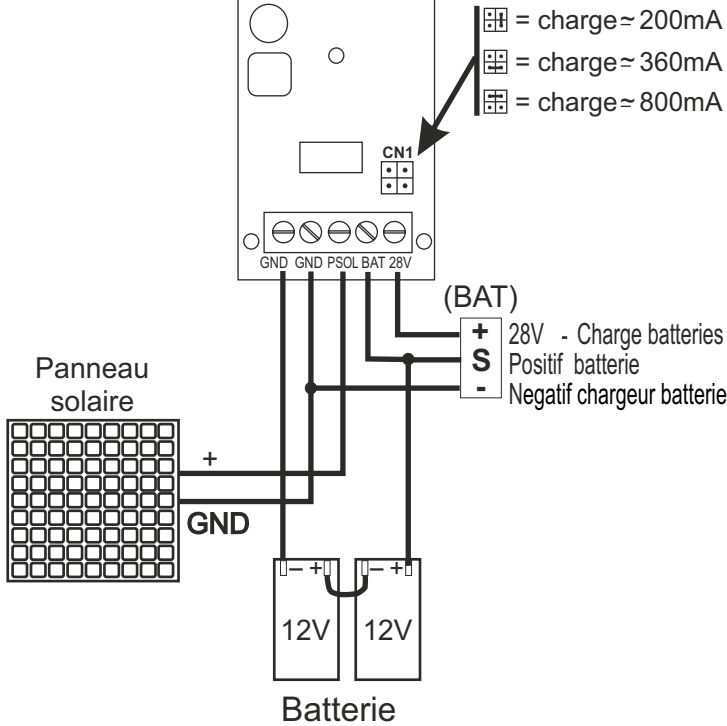 = charge ≃ 200mA
= charge ≃ 360mA
= charge ≃ 800mA
CN1
GND GND PSOL BAT 28V
(BAT)
+ 28V - Charge batteries
S Positif batterie
- Negatif chargeur batterie
Panneau
solaire
+
GND
– + – +
12V 12V
Batterie